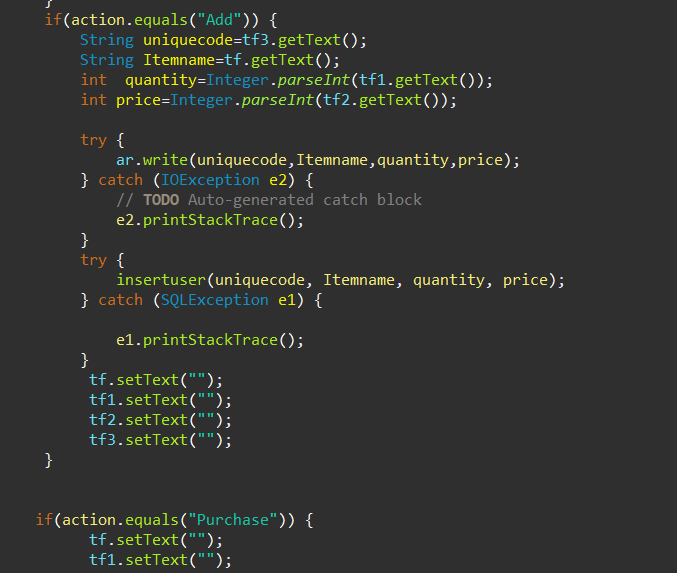 }
if(action.equals("Add")) {
String uniquecode=tf3.getText();
String Itemname=tf.getText();
int  quantity=Integer.parseInt(tf1.getText());
int price=Integer.parseInt(tf2.getText());
try {
ar.write(uniquecode,Itemname,quantity,price);
} catch (IOException e2) {
// TODO Auto-generated catch block
e2.printStackTrace();
}
try {
insertuser(uniquecode, Itemname, quantity, price);
} catch (SQLException e1) {
e1.printStackTrace();
}
tf.setText("");
tf1.setText("");
tf2.setText("");
tf3.setText("");
}
if(action.equals("Purchase")) {
tf.setText("");
tf1.setText("");